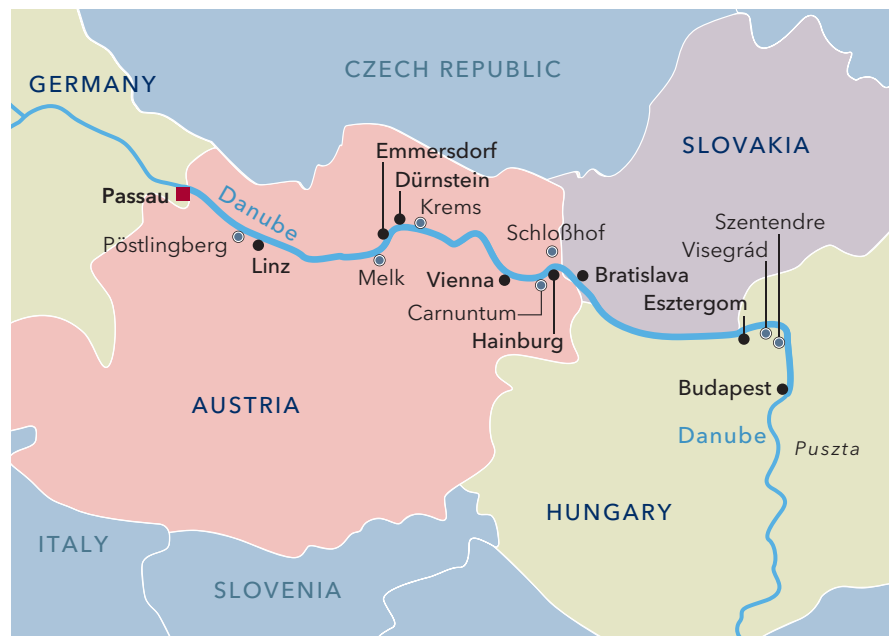 CZECH REPUBLIC
GERMANY
SLOVAKIA
Emmersdorf
Dürnstein
Passau
Danube
Krems
Szentendre
Schloßhof
Visegrád
Pöstlingberg
Linz
Melk
Vienna
Bratislava
Carnuntum
Esztergom
Hainburg
Budapest
AUSTRIA
Danube
Puszta
HUNGARY
ITALY
SLOVENIA